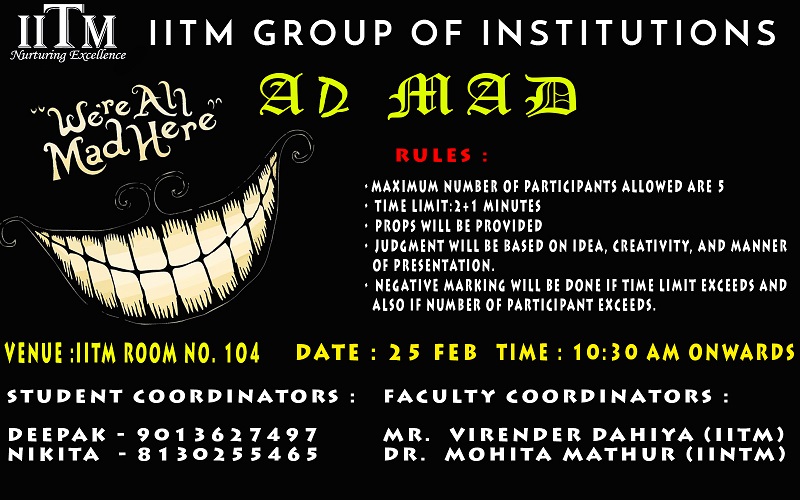 IITM
Nurturing Excellence
IITM GROUP OF INSTITUTIONS
AD MAD
"We're All
Mad Here"
RULES :
• MAXIMUM NUMBER OF PARTICIPANTS ALLOWED ARE 5
• TIME LIMIT:2+1 MINUTES
• PROPS WILL BE PROVIDED
• JUDGMENT WILL BE BASED ON IDEA, CREATIVITY, AND MANNER
OF PRESENTATION.
• NEGATIVE MARKING WILL BE DONE IF TIME LIMIT EXCEEDS AND
ALSO IF NUMBER OF PARTICIPANT EXCEEDS.
VENUE :IITM ROOM NO. 104 DATE : 25 FEB TIME : 10:30 AM ONWARDS
STUDENT COORDINATORS :
DEEPAK - 9013627497
NIKITA - 8130255465
FACULTY COORDINATORS :
MR. VIRENDER DAHIYA (IITM)
DR. MOHITA MATHUR (IINTM)